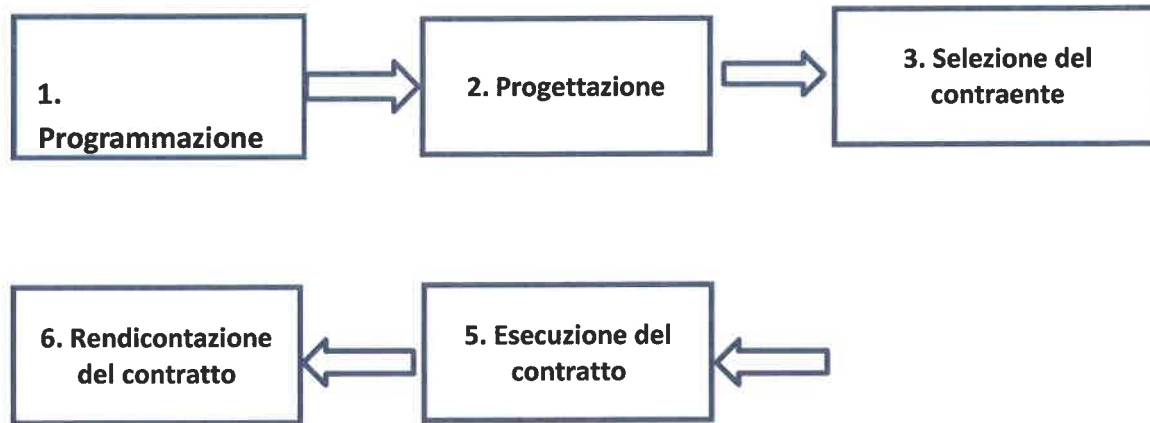 1.
Programmazione
2. Progettazione
3. Selezione del
contraente
6. Rendicontazione
del contratto
5. Esecuzione del
contratto